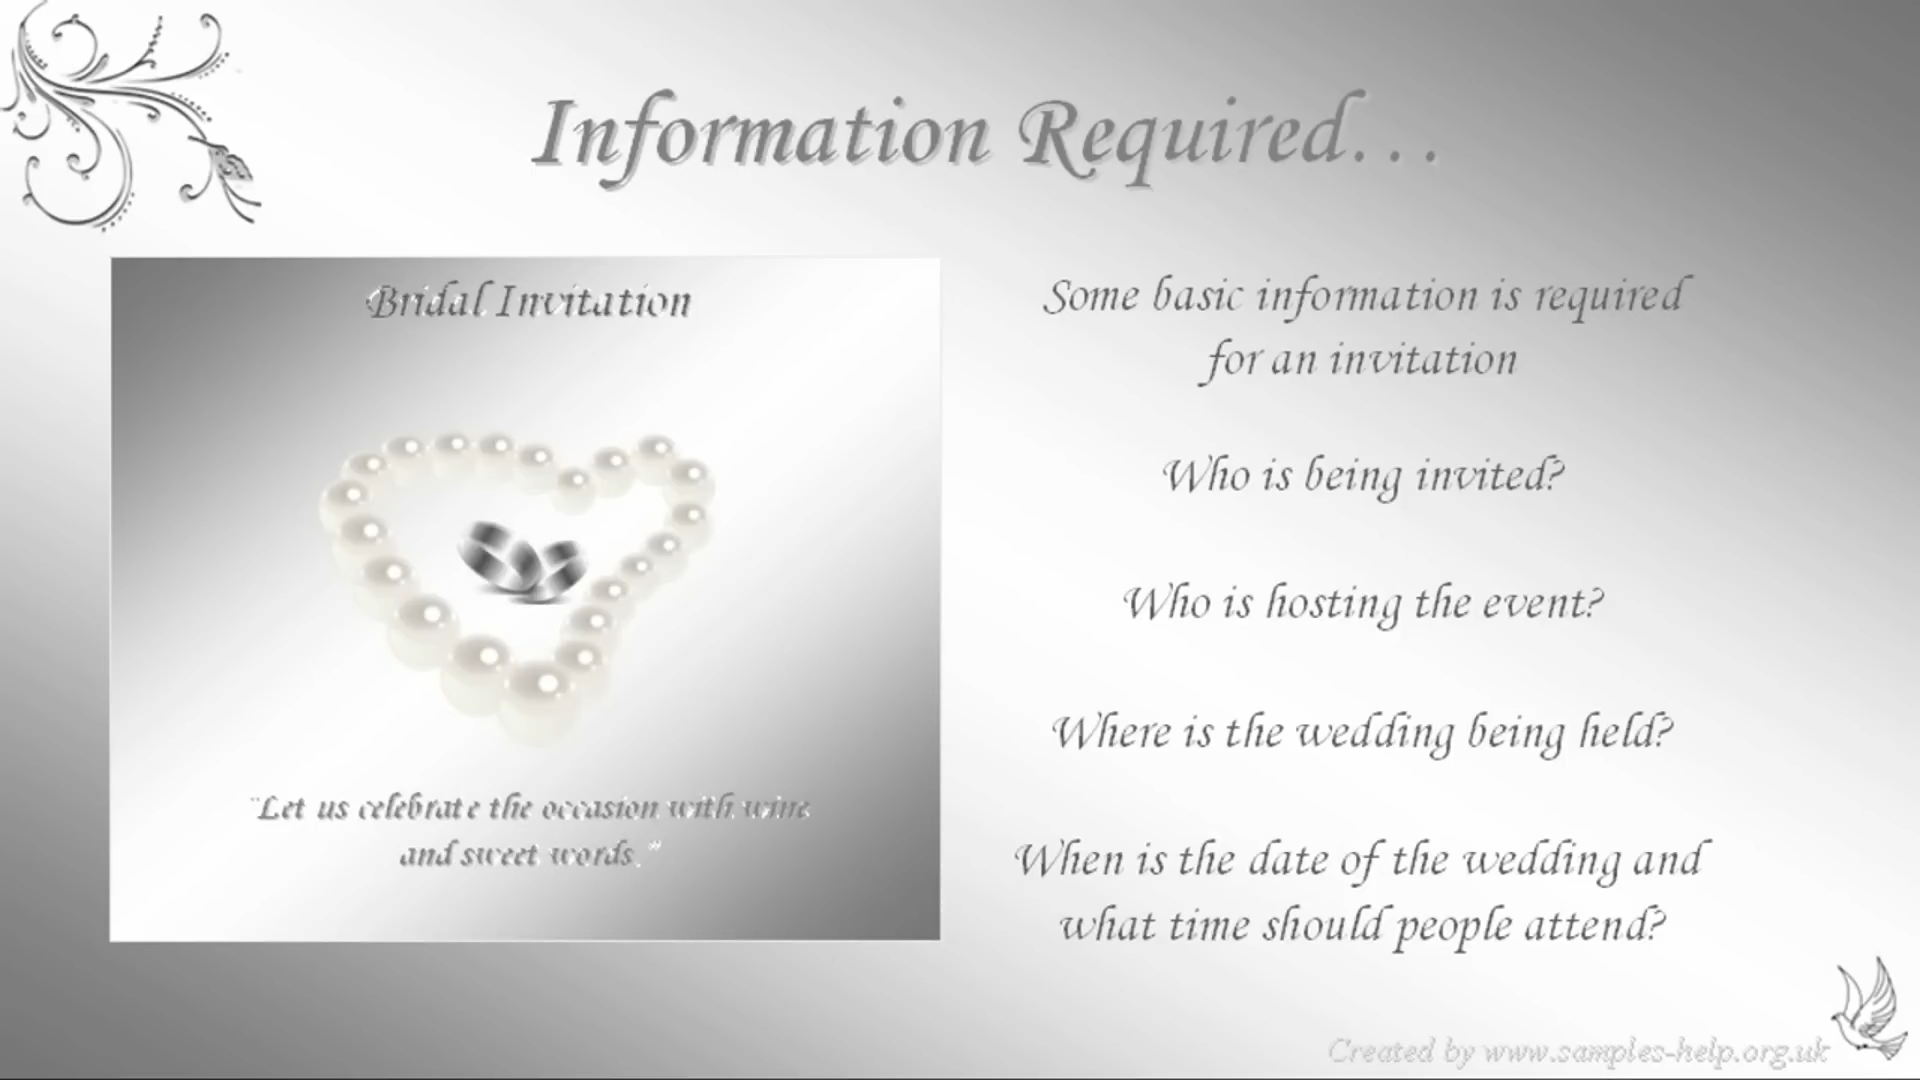 Information Required...
Bridal Invitation
"Let us celebrate the occasion with wine
and sweet words."
Some basic information is required
for an invitation
Who is being invited?
Who is hosting the event?
Where is the wedding being held?
When is the date of the wedding and
what time should people attend?
Created by www.samples-help.org.uk